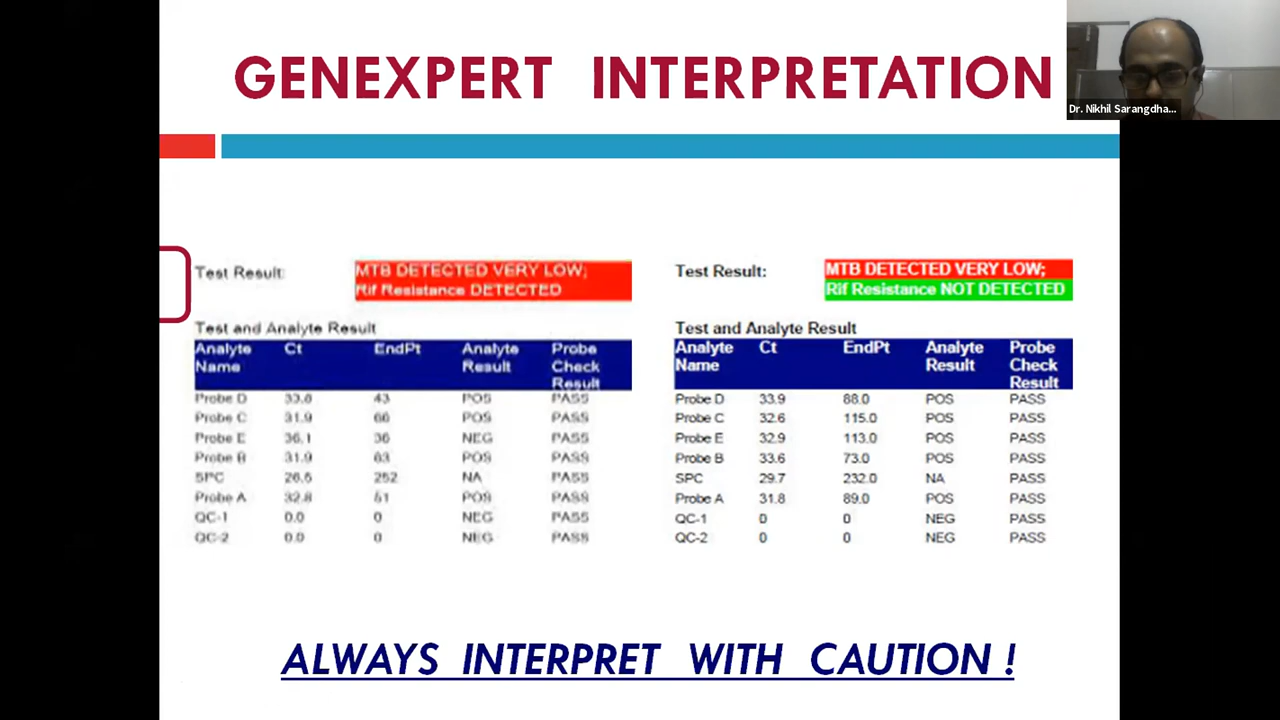 GENEXPERT INTERPRETATION
Dr. Nikhil Sarangdha...
Test Result:
MTB DETECTED VERY LOW;
Rif Resistance DETECTED
Test and Analyte Result
Analyte Name Ct EndPt Analyte Result Probe Check Result
Probe D 33.8 43 POS PASS
Probe C 31.9 66 POS PASS
Probe E 36.1 36 NEG PASS
Probe B 31.9 63 POS PASS
SPC 26.6 252 NA PASS
Probe A 32.8 51 POS PASS
QC-1 0.0 0 NEG PASS
QC-2 0.0 0 NEG PASS
Test Result:
MTB DETECTED VERY LOW;
Rif Resistance NOT DETECTED
Test and Analyte Result
Analyte Name Ct EndPt Analyte Result Probe Check Result
Probe D 33.9 88.0 POS PASS
Probe C 32.6 115.0 POS PASS
Probe E 32.9 113.0 POS PASS
Probe B 33.6 73.0 POS PASS
SPC 29.7 232.0 NA PASS
Probe A 31.8 89.0 POS PASS
QC-1 0 0 NEG PASS
QC-2 0 0 NEG PASS
ALWAYS INTERPRET WITH CAUTION !